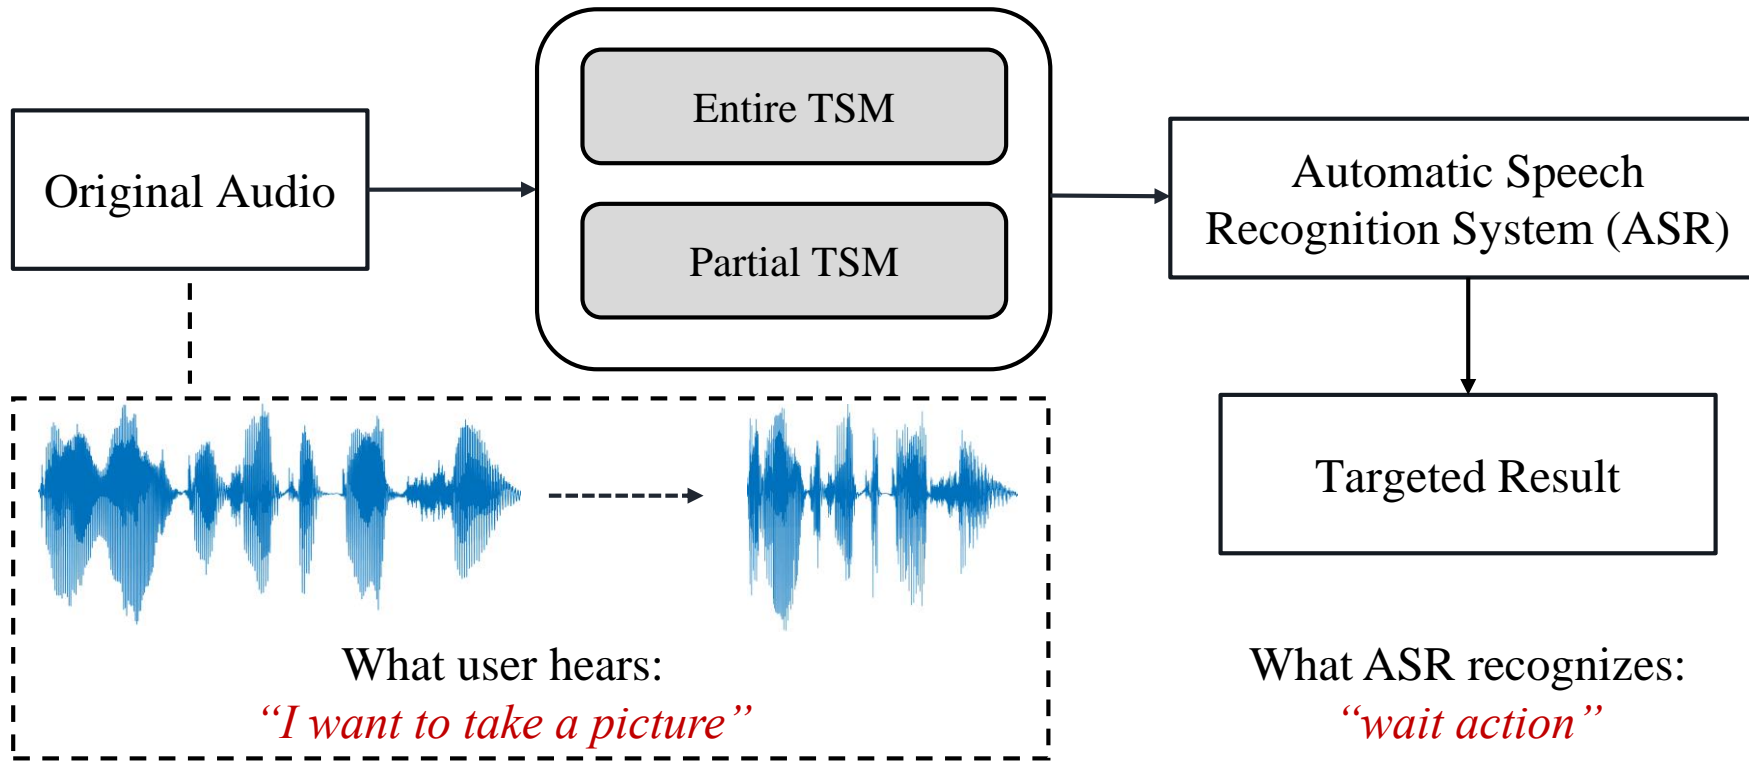 Original Audio
Entire TSM
Partial TSM
Automatic Speech
Recognition System (ASR)
Targeted Result
What user hears:
“I want to take a picture”
What ASR recognizes:
“wait action”